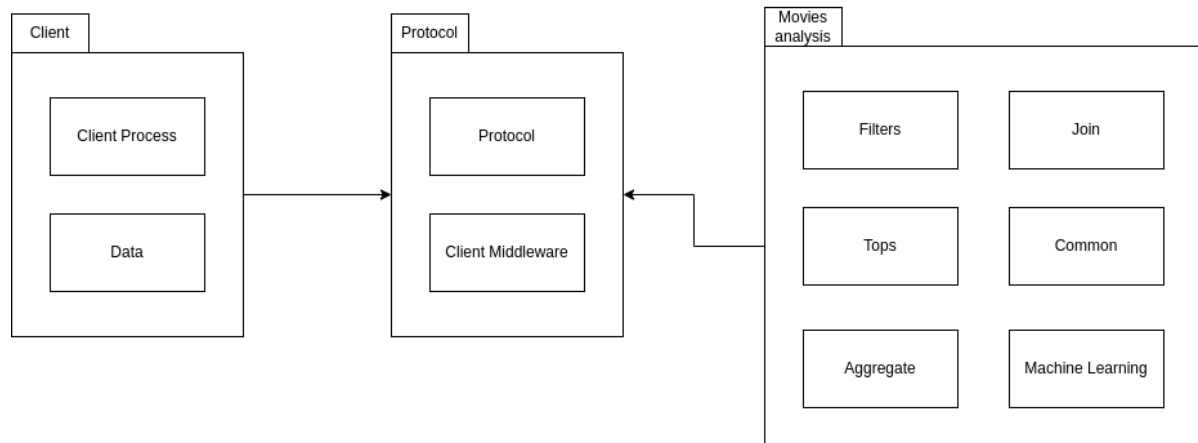 Client
Client Process
Data
Protocol
Protocol
Client Middleware
Movies
analysis
Filters
Join
Tops
Common
Aggregate
Machine Learning